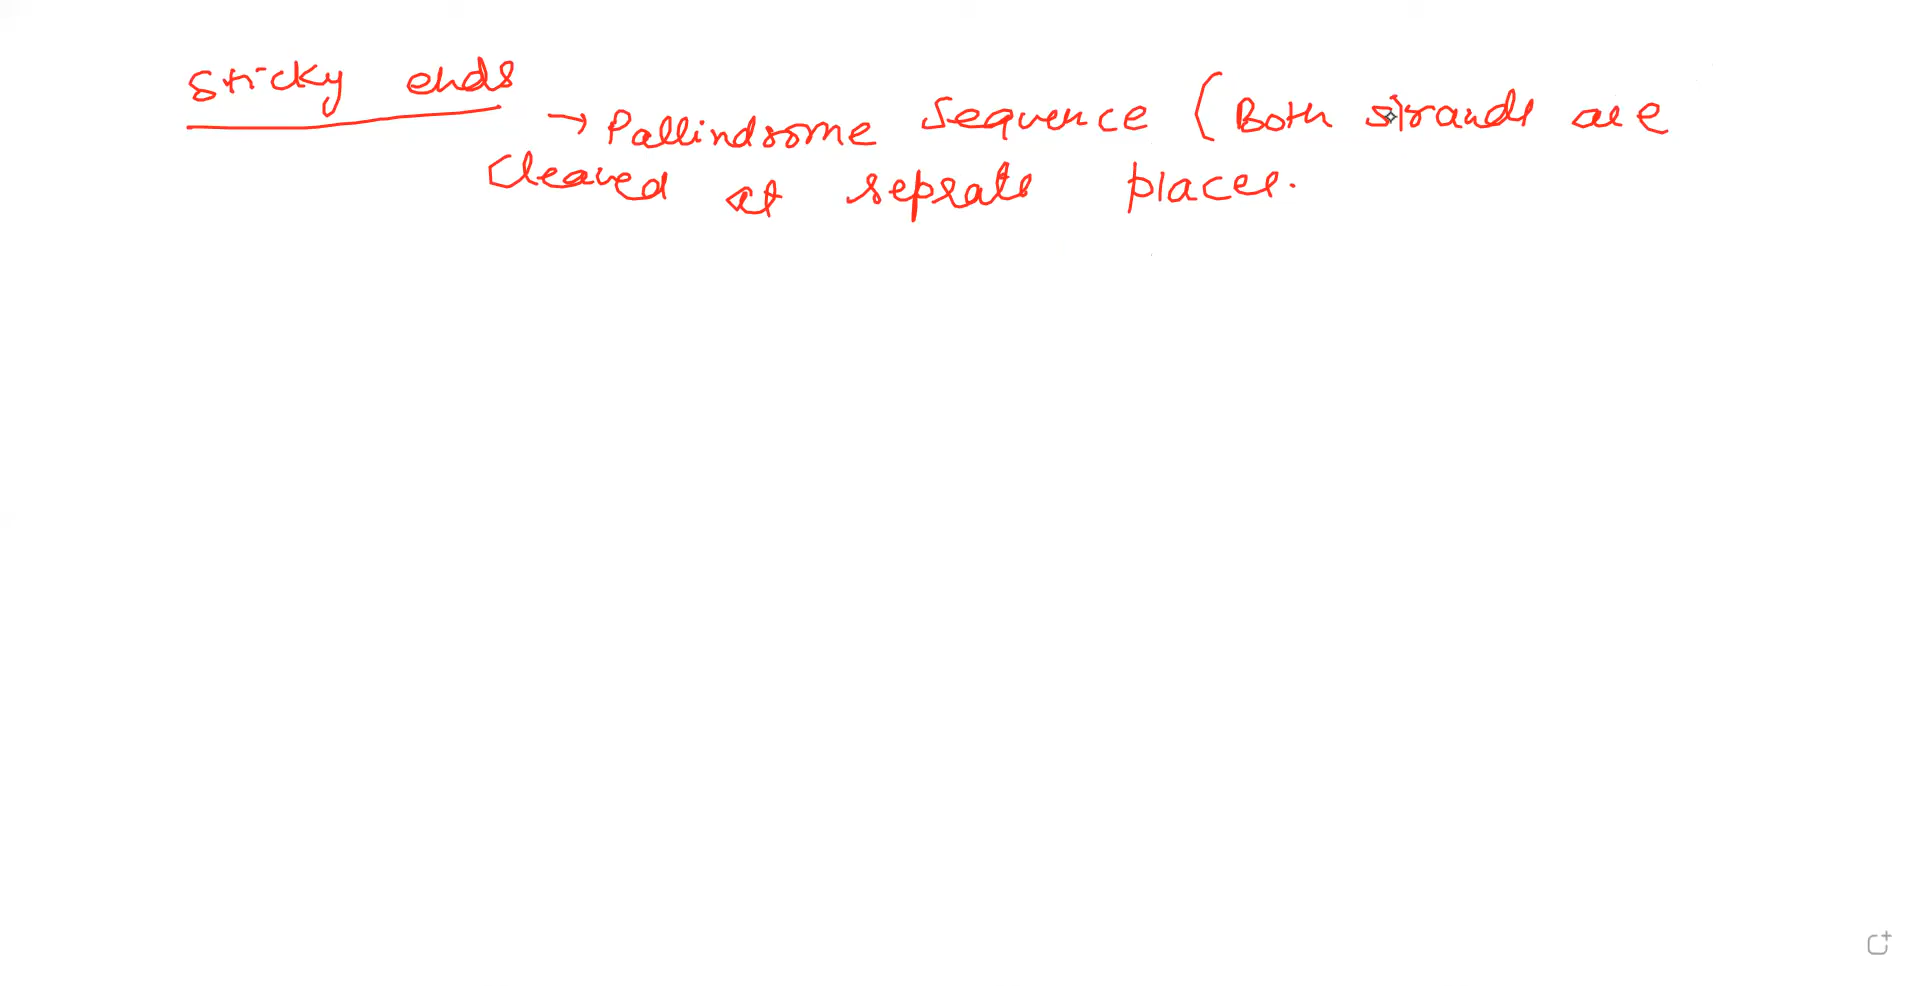 Sticky ends
→ Pallindrome Sequence (Both strands are
Cleaved at seprate places.